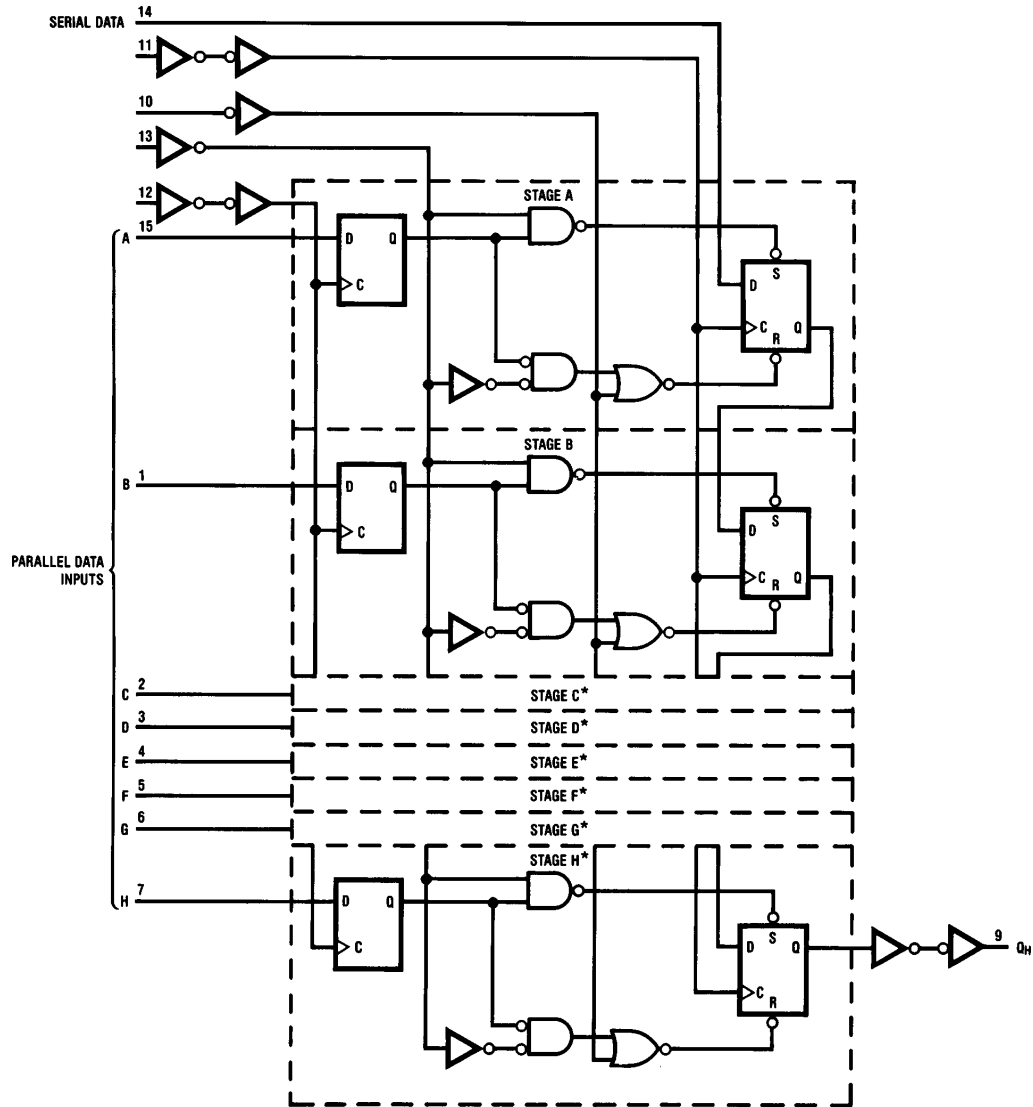 SERIAL DATA 14
11
10
13
12
STAGE A
A 15
D Q
C
S
D
C Q
R
STAGE B
B 1
D Q
C
S
D
C Q
R
PARALLEL DATA
INPUTS
C 2 STAGE C*
D 3 STAGE D*
E 4 STAGE E*
F 5 STAGE F*
G 6 STAGE G*
STAGE H*
H 7
D Q
C
S
D Q
C
R
9 QH